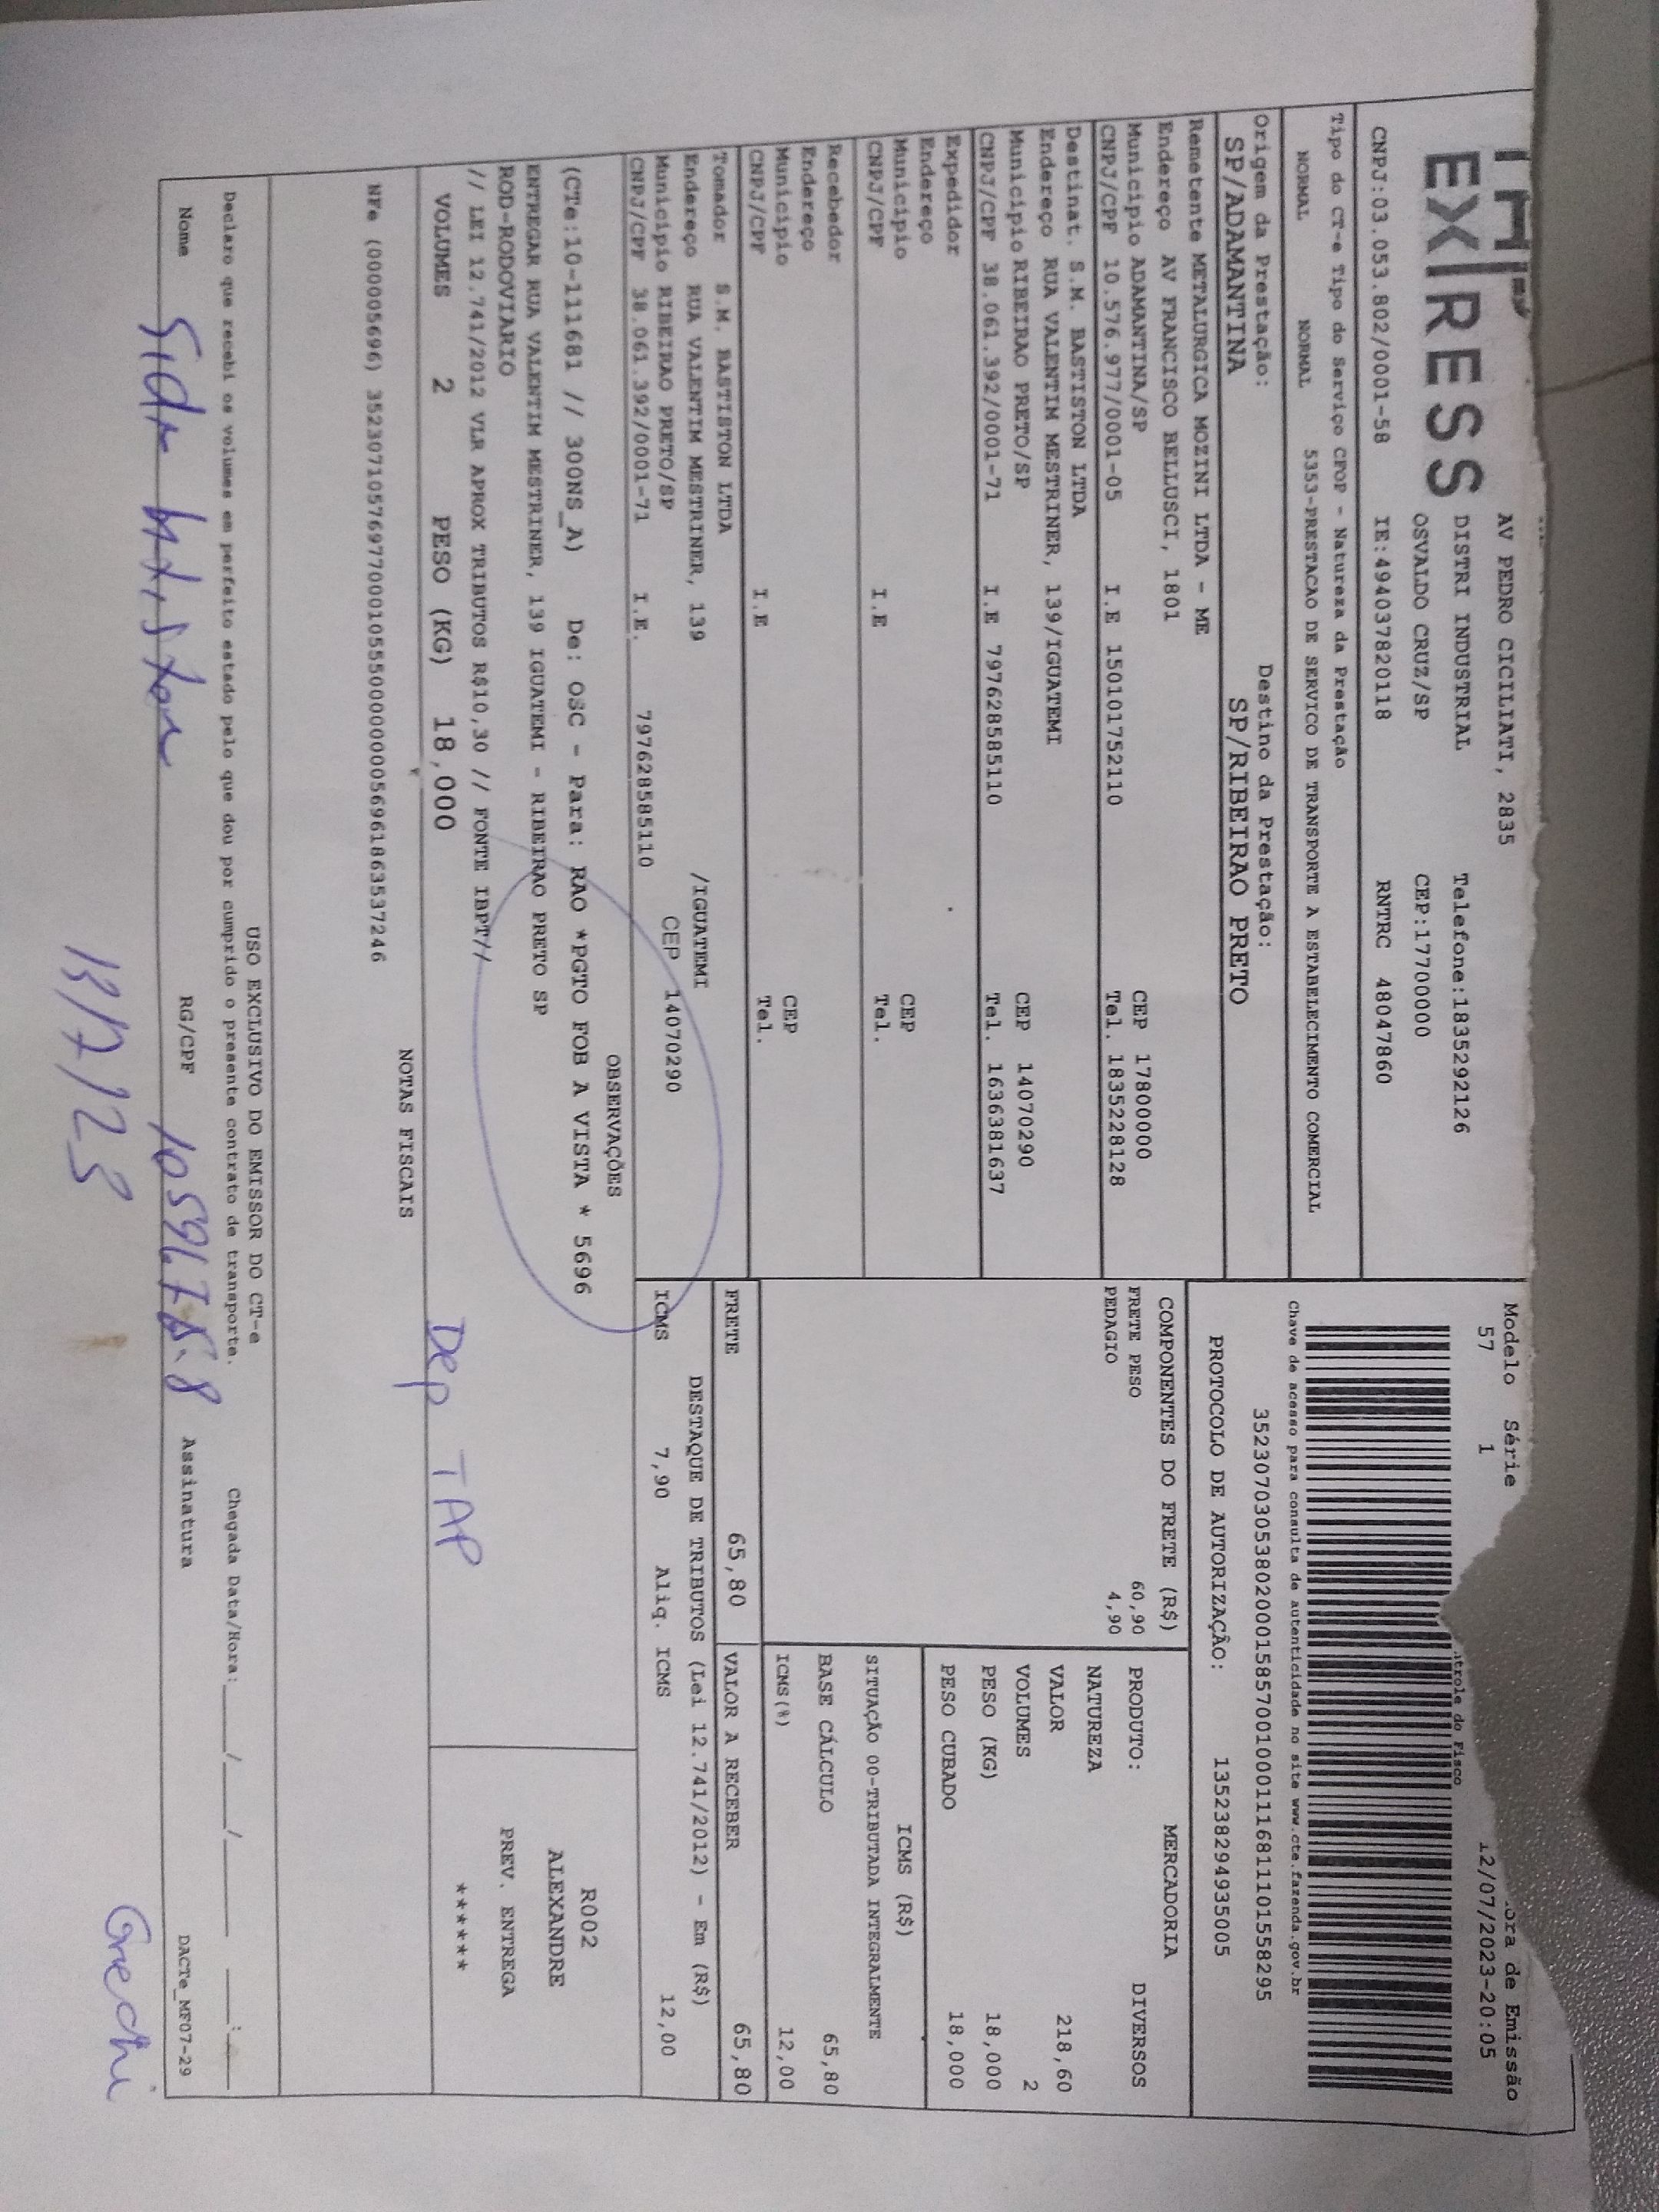 EXPRESS
AV PEDRO CICILIATI, 2835
DISTRI INDUSTRIAL Telefone:1835292126
OSVALDO CRUZ/SP CEP:17700000
CNPJ:03.053.802/0001-58 IE:494037820118 RNTRC 48047860
Tipo do CT-e Tipo do Serviço CFOP - Natureza da Prestação
NORMAL NORMAL 5353-PRESTACAO DE SERVICO DE TRANSPORTE A ESTABELECIMENTO COMERCIAL
Origem da Prestação: Destino da Prestação:
SP/ADAMANTINA SP/RIBEIRAO PRETO
Remetente METALURGICA MOZINI LTDA - ME
Endereço AV FRANCISCO BELLUSCI, 1801
Município ADAMANTINA/SP CEP 17800000
CNPJ/CPF 10.576.977/0001-05 I.E 150101752110 Tel. 1835228128
Destinat. S.M. BASTISTON LTDA
Endereço RUA VALENTIM MESTRINER, 139/IGUATEMI
Município RIBEIRAO PRETO/SP CEP 14070290
CNPJ/CPF 38.061.392/0001-71 I.E 797628585110 Tel. 1636381637
Expedidor
Endereço
Município CEP
CNPJ/CPF I.E Tel.
Recebedor
Endereço
Município CEP
CNPJ/CPF I.E Tel.
Tomador S.M. BASTISTON LTDA
Endereço RUA VALENTIM MESTRINER, 139 /IGUATEMI
Município RIBEIRAO PRETO/SP CEP 14070290
CNPJ/CPF 38.061.392/0001-71 I.E. 797628585110
Modelo Série ora de Emissão
57 1 12/07/2023-20:05
ntrole do Fisco
Chave de acesso para consulta de autenticidade no site www.cte.fazenda.gov.br
35230703053802000158570010001116811101558295
PROTOCOLO DE AUTORIZAÇÃO: 135238294935005
COMPONENTES DO FRETE (R$)
FRETE PESO 60,90
PEDAGIO 4,90
MERCADORIA
PRODUTO: DIVERSOS
NATUREZA
VALOR 218,60
VOLUMES 2
PESO (KG) 18,000
PESO CUBADO 18,000
ICMS (R$)
SITUAÇÃO 00-TRIBUTADA INTEGRALMENTE
BASE CÁLCULO 65,80
ICMS(%) 12,00
FRETE 65,80 VALOR A RECEBER 65,80
DESTAQUE DE TRIBUTOS (Lei 12.741/2012) - Em (R$)
ICMS 7,90 Aliq. ICMS 12,00
OBSERVAÇÕES
(CTe:10-111681 // 300NS_A) De: OSC - Para: RAO *PGTO FOB A VISTA * 5696
ENTREGAR RUA VALENTIM MESTRINER, 139 IGUATEMI - RIBEIRAO PRETO SP
ROD-RODOVIARIO
// LEI 12.741/2012 VLR APROX TRIBUTOS R$10,30 // FONTE IBPT//
R002
ALEXANDRE
PREV. ENTREGA
******
VOLUMES 2 PESO (KG) 18,000
Dep TAP
NOTAS FISCAIS
NFe (000005696) 35230710576977000105550000000056961863537246
USO EXCLUSIVO DO EMISSOR DO CT-e
Declaro que recebi os volumes em perfeito estado pelo que dou por cumprido o presente contrato de transporte. Chegada Data/Hora: ___/___/___ __:__
Nome RG/CPF Assinatura DACTe_MF07-29
13/7/23